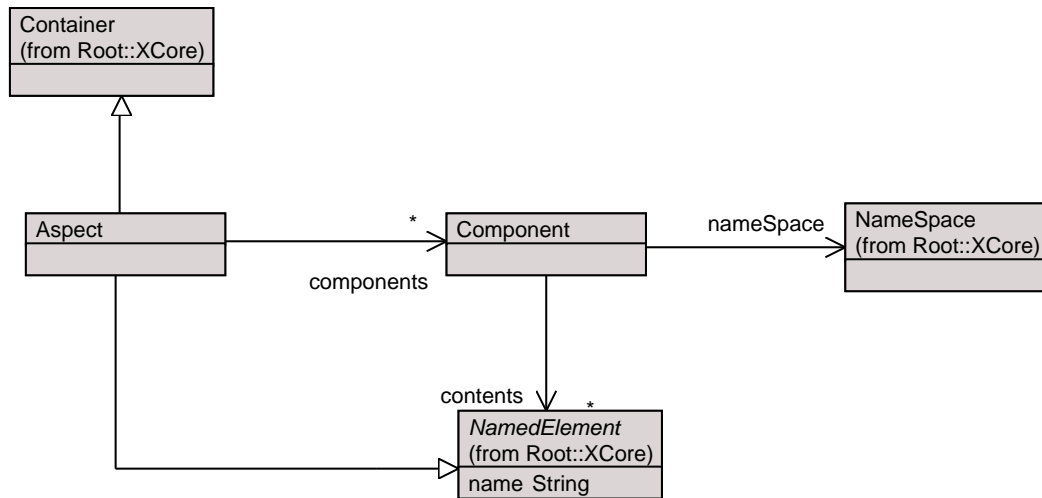 Container
(from Root::XCore)
Aspect
*
components
Component
nameSpace
NameSpace
(from Root::XCore)
contents
*
NamedElement
(from Root::XCore)
name String